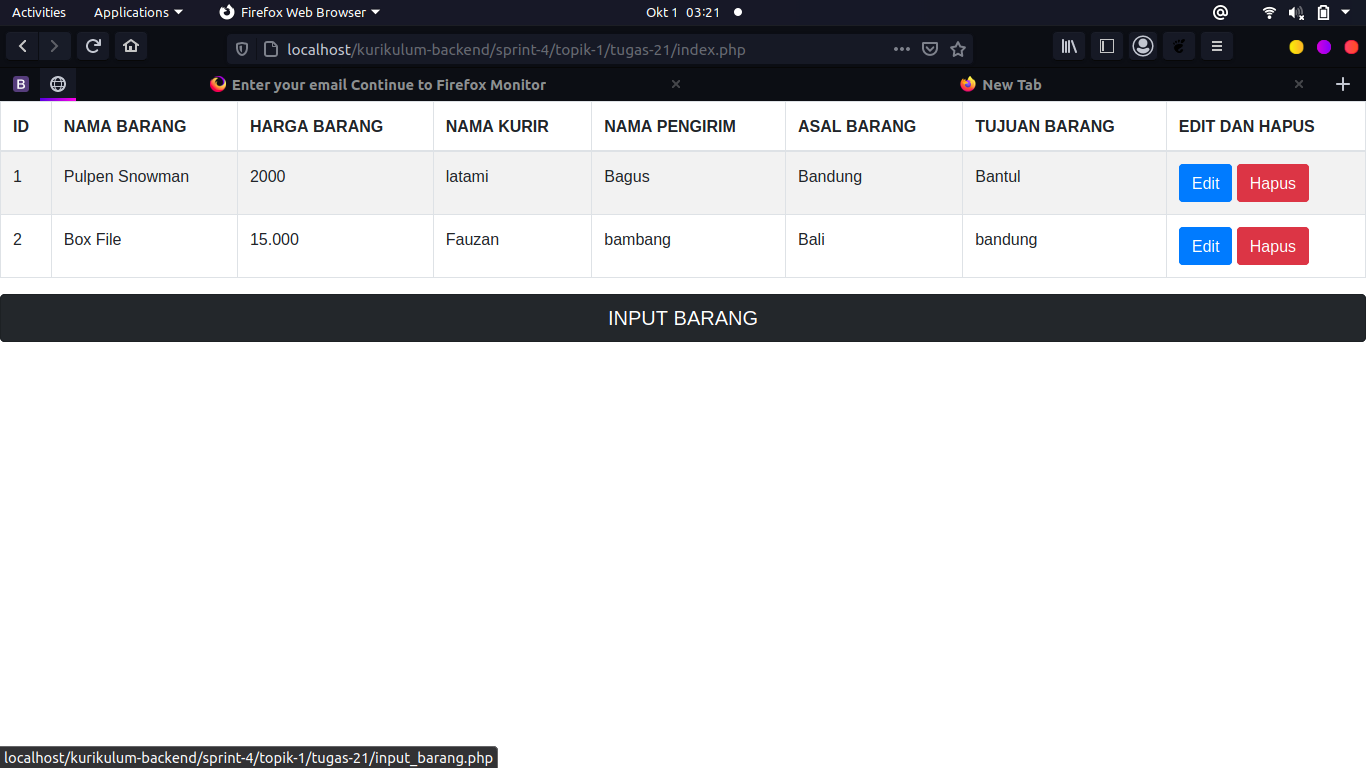 Activities Applications Firefox Web Browser Okt 1 03:21
localhost/kurikulum-backend/sprint-4/topik-1/tugas-21/index.php
B Enter your email Continue to Firefox Monitor New Tab
ID NAMA BARANG HARGA BARANG NAMA KURIR NAMA PENGIRIM ASAL BARANG TUJUAN BARANG EDIT DAN HAPUS
1 Pulpen Snowman 2000 latami Bagus Bandung Bantul Edit Hapus
2 Box File 15.000 Fauzan bambang Bali bandung Edit Hapus
INPUT BARANG
localhost/kurikulum-backend/sprint-4/topik-1/tugas-21/input_barang.php